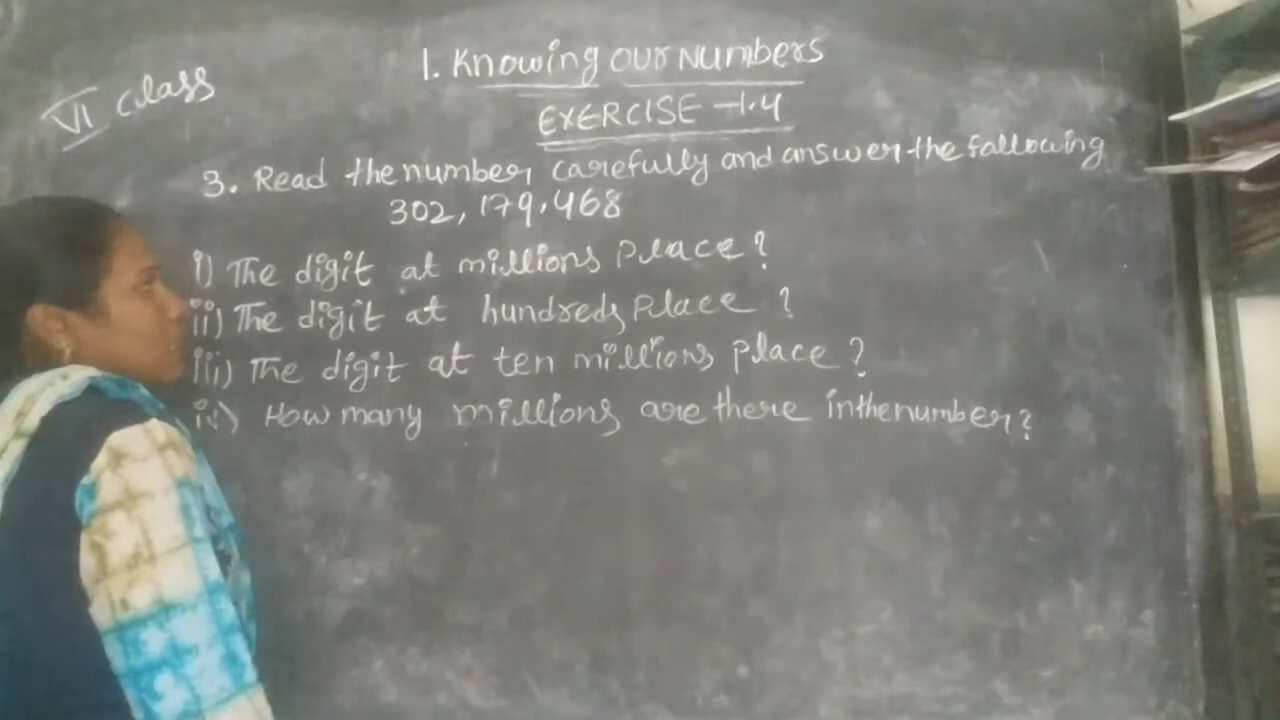 VI class
1. Knowing our Numbers
EXERCISE - 1.4
3. Read the number carefully and answer the following
302,179,468
i) The digit at millions place?
ii) The digit at hundreds place?
iii) The digit at ten millions place?
iv) How many millions are there in the number?